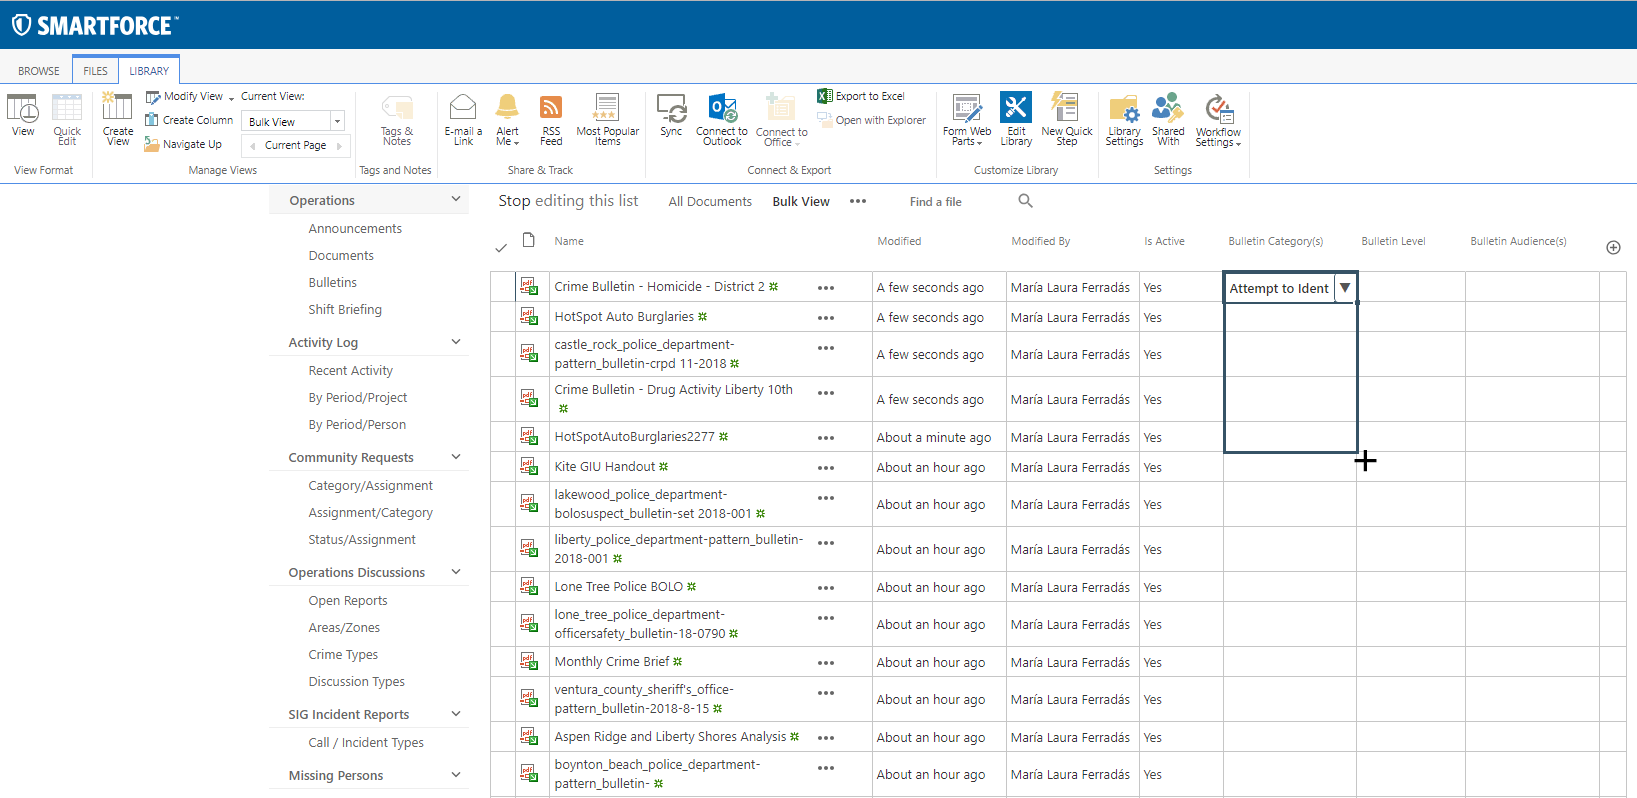 SMARTFORCE™
BROWSE
FILES
LIBRARY
View
Quick
Edit
View Format
Create
View
Modify View
Create Column
Navigate Up
Current View:
Bulk View
Current Page
Manage Views
Tags &
Notes
Tags and Notes
E-mail a
Link
Alert
Me
RSS
Feed
Most Popular
Items
Share & Track
Sync
Connect to
Outlook
Connect to
Office
Export to Excel
Open with Explorer
Connect & Export
Form Web
Parts
Edit
Library
New Quick
Step
Customize Library
Library
Settings
Shared
With
Workflow
Settings
Settings
Operations
Announcements
Documents
Bulletins
Shift Briefing
Activity Log
Recent Activity
By Period/Project
By Period/Person
Community Requests
Category/Assignment
Assignment/Category
Status/Assignment
Operations Discussions
Open Reports
Areas/Zones
Crime Types
Discussion Types
SIG Incident Reports
Call / Incident Types
Missing Persons
Stop editing this list
All Documents
Bulk View
Find a file
Name Modified Modified By Is Active Bulletin Category(s) Bulletin Level Bulletin Audience(s)
Crime Bulletin - Homicide - District 2 A few seconds ago María Laura Ferradás Yes Attempt to Ident
HotSpot Auto Burglaries A few seconds ago María Laura Ferradás Yes
castle_rock_police_department-
pattern_bulletin-crpd 11-2018 A few seconds ago María Laura Ferradás Yes
Crime Bulletin - Drug Activity Liberty 10th A few seconds ago María Laura Ferradás Yes
HotSpotAutoBurglaries2277 About a minute ago María Laura Ferradás Yes
Kite GIU Handout About an hour ago María Laura Ferradás Yes
lakewood_police_department-
bolosuspect_bulletin-set 2018-001 About an hour ago María Laura Ferradás Yes
liberty_police_department-pattern_bulletin-
2018-001 About an hour ago María Laura Ferradás Yes
Lone Tree Police BOLO About an hour ago María Laura Ferradás Yes
lone_tree_police_department-
officersafety_bulletin-18-0790 About an hour ago María Laura Ferradás Yes
Monthly Crime Brief About an hour ago María Laura Ferradás Yes
ventura_county_sheriff's_office-
pattern_bulletin-2018-8-15 About an hour ago María Laura Ferradás Yes
Aspen Ridge and Liberty Shores Analysis About an hour ago María Laura Ferradás Yes
boynton_beach_police_department-
pattern_bulletin- About an hour ago María Laura Ferradás Yes